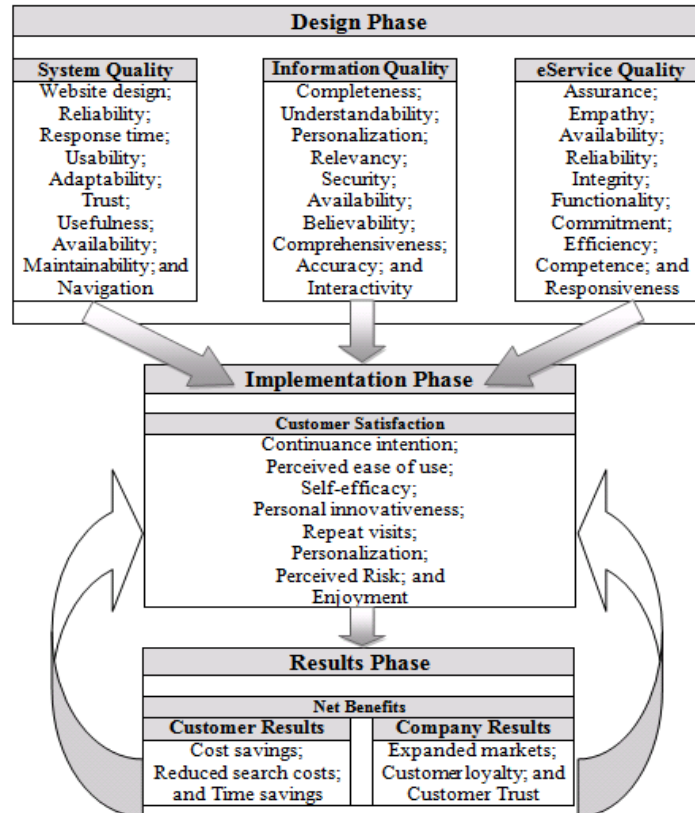 Design Phase
System Quality
Website design;
Reliability;
Response time;
Usability;
Adaptability;
Trust;
Usefulness;
Availability;
Maintainability; and
Navigation
Information Quality
Completeness;
Understandability;
Personalization;
Relevancy;
Security;
Availability;
Believability;
Comprehensiveness;
Accuracy; and
Interactivity
eService Quality
Assurance;
Empathy;
Availability;
Reliability;
Integrity;
Functionality;
Commitment;
Efficiency;
Competence; and
Responsiveness
Implementation Phase
Customer Satisfaction
Continuance intention;
Perceived ease of use;
Self-efficacy;
Personal innovativeness;
Repeat visits;
Personalization;
Perceived Risk; and
Enjoyment
Results Phase
Net Benefits
Customer Results
Cost savings;
Reduced search costs;
and Time savings
Company Results
Expanded markets;
Customerloyalty; and
Customer Trust